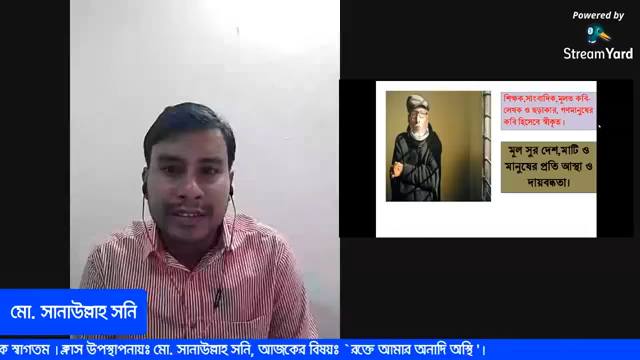 Powered by
StreamYard
শিক্ষক,সাংবাদিক,মূলত কবি-
লেখক ও ছড়াকার, গণমানুষের
কবি হিসেবে স্বীকৃত।
মূল সুর দেশ,মাটি ও
মানুষের প্রতি আস্থা ও
দায়বদ্ধতা।
মো. সানাউল্লাহ সনি
ক স্বাগতম । ক্লাস উপস্থাপনায়ঃ মো. সানাউল্লাহ সনি, আজকের বিষয়ঃ `রক্তে আমার অনাদি অস্থি '।